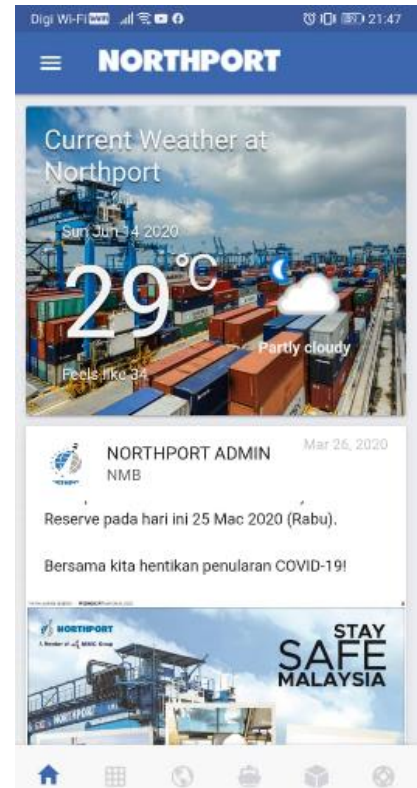 Digi Wi-Fi
21:47
NORTHPORT
Current Weather at
Northport
Sun Jun 14 2020
29°C
Partly cloudy
Feels like 34
NORTHPORT ADMIN
Mar 26, 2020
NMB
Reserve pada hari ini 25 Mac 2020 (Rabu).
Bersama kita hentikan penularan COVID-19!
NORTHPORT
STAY
SAFE
MALAYSIA